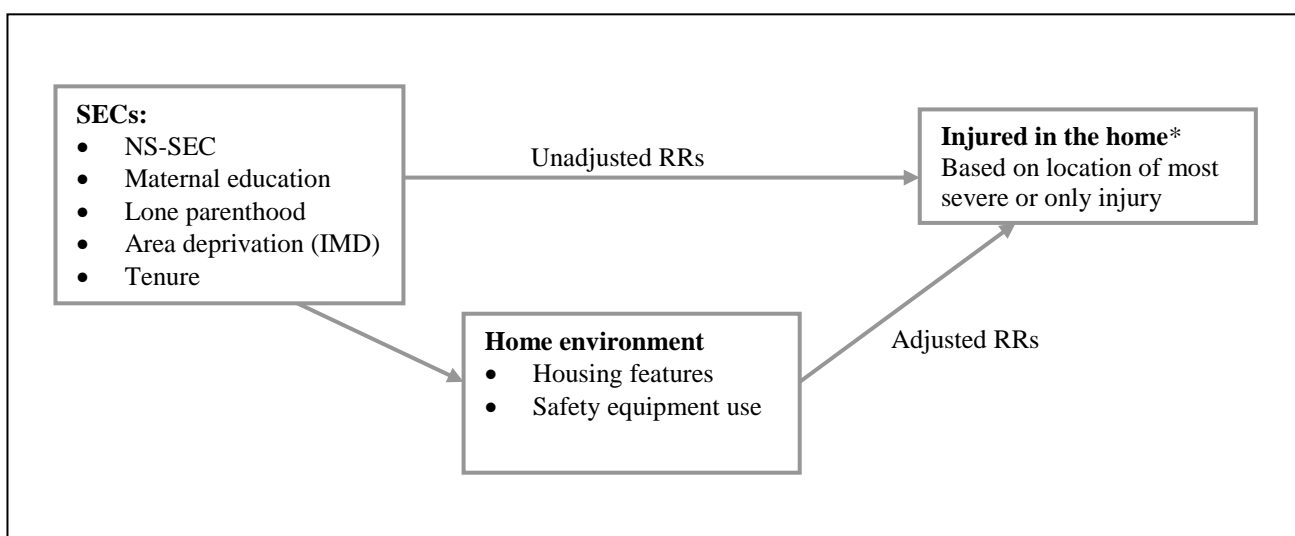 SECs:
• NS-SEC
• Maternal education
• Lone parenthood
• Area deprivation (IMD)
• Tenure
Unadjusted RRs
Injured in the home*
Based on location of most
severe or only injury
Home environment
• Housing features
• Safety equipment use
Adjusted RRs